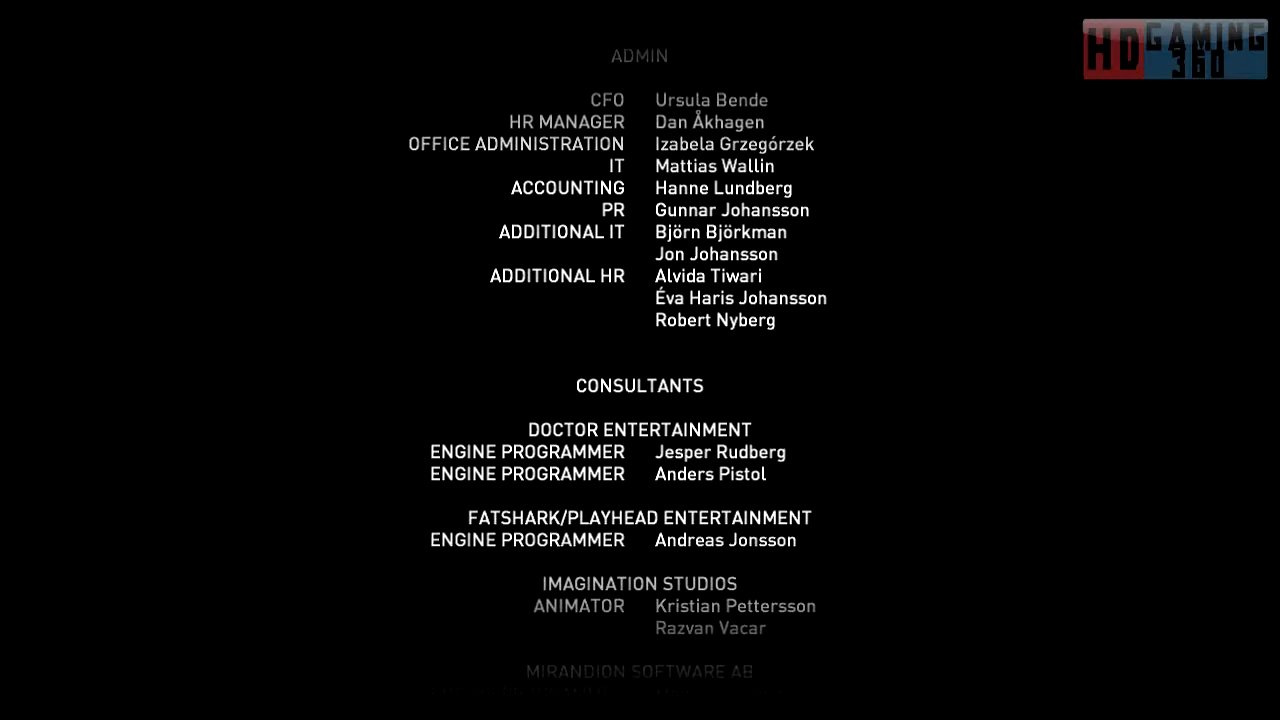 HD GAMING 360
ADMIN
CFO Ursula Bende
HR MANAGER Dan Åkhagen
OFFICE ADMINISTRATION Izabela Grzegórzek
IT Mattias Wallin
ACCOUNTING Hanne Lundberg
PR Gunnar Johansson
ADDITIONAL IT Björn Björkman
Jon Johansson
ADDITIONAL HR Alvida Tiwari
Éva Haris Johansson
Robert Nyberg
CONSULTANTS
DOCTOR ENTERTAINMENT
ENGINE PROGRAMMER Jesper Rudberg
ENGINE PROGRAMMER Anders Pistol
FATSHARK/PLAYHEAD ENTERTAINMENT
ENGINE PROGRAMMER Andreas Jonsson
IMAGINATION STUDIOS
ANIMATOR Kristian Pettersson
Razvan Vacar
MIRANDION SOFTWARE AB